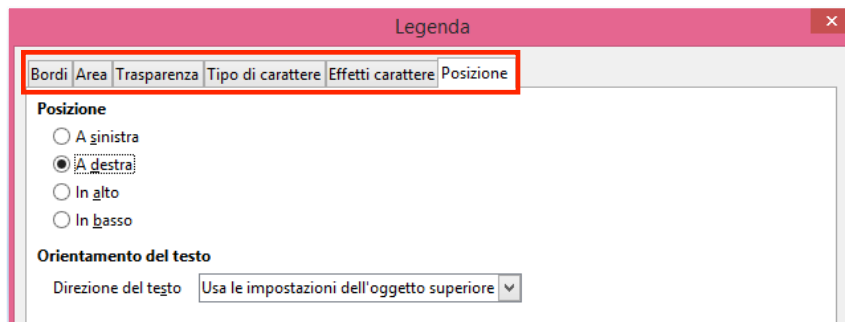 Legenda
Bordi Area Trasparenza Tipo di carattere Effetti carattere Posizione
Posizione
A sinistra
A destra
In alto
In basso
Orientamento del testo
Direzione del testo Usa le impostazioni dell'oggetto superiore